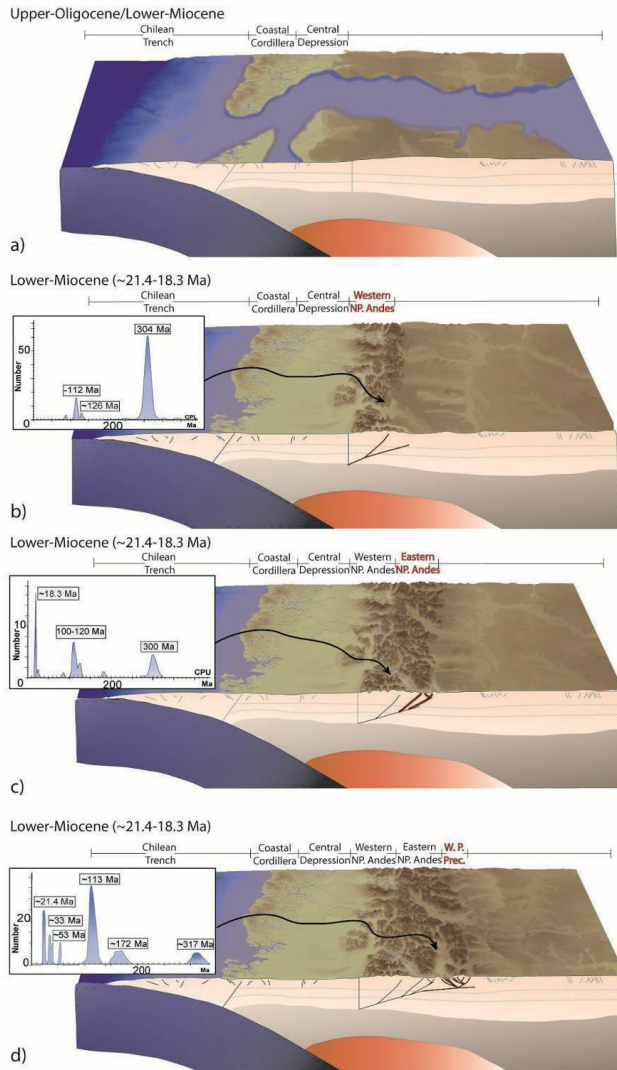 Upper-Oligocene/Lower-Miocene
Chilean Trench
Coastal Cordillera
Central Depression
a)
Lower-Miocene (~21.4-18.3 Ma)
Chilean Trench
Coastal Cordillera
Central Depression
Western NP. Andes
Number
50
0
304 Ma
~112 Ma
~126 Ma
200
CPL
Ma
b)
Lower-Miocene (~21.4-18.3 Ma)
Chilean Trench
Coastal Cordillera
Central Depression
Western NP. Andes
Eastern NP. Andes
Number
10
0
~18.3 Ma
100-120 Ma
300 Ma
200
CPU
Ma
c)
Lower-Miocene (~21.4-18.3 Ma)
Chilean Trench
Coastal Cordillera
Central Depression
Western NP. Andes
Eastern NP. Andes
W. P. Prec.
Number
20
0
~21.4 Ma
~33 Ma
~53 Ma
~113 Ma
~172 Ma
~317 Ma
200
Ma
d)